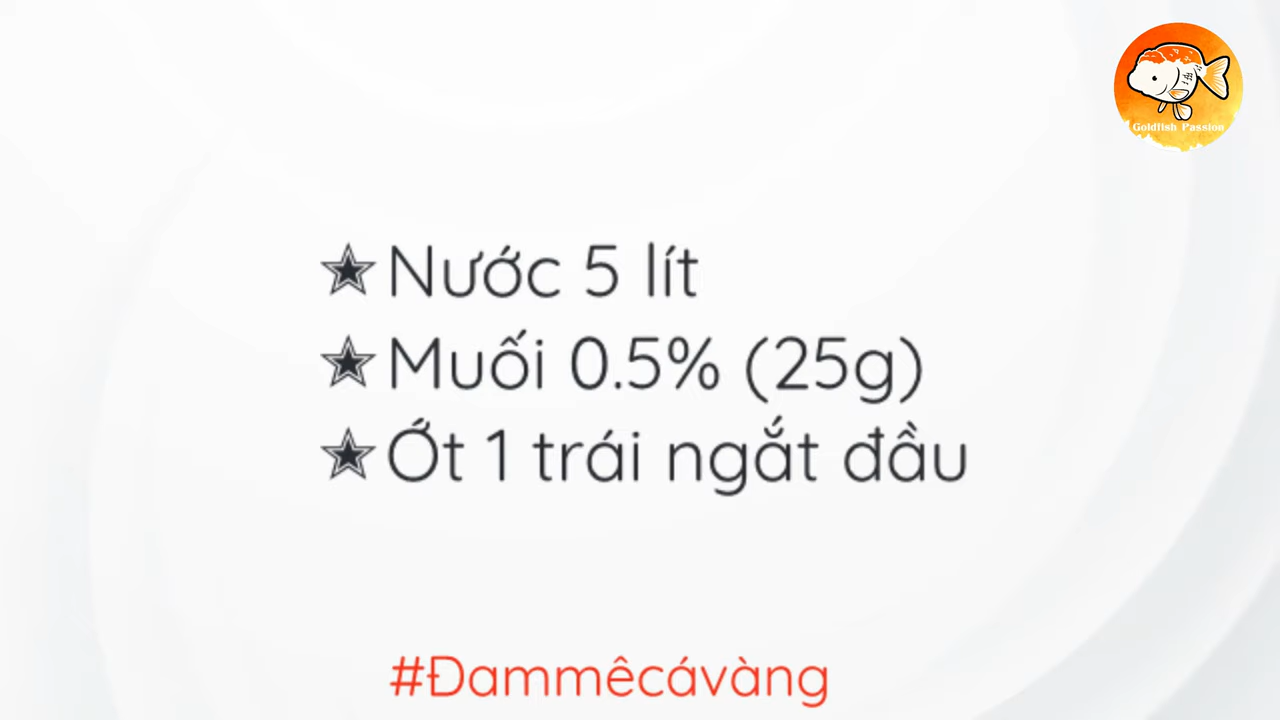 Goldfish Passion
Nước 5 lít
Muối 0.5% (25g)
Ớt 1 trái ngắt đầu
#Đammêcávàng